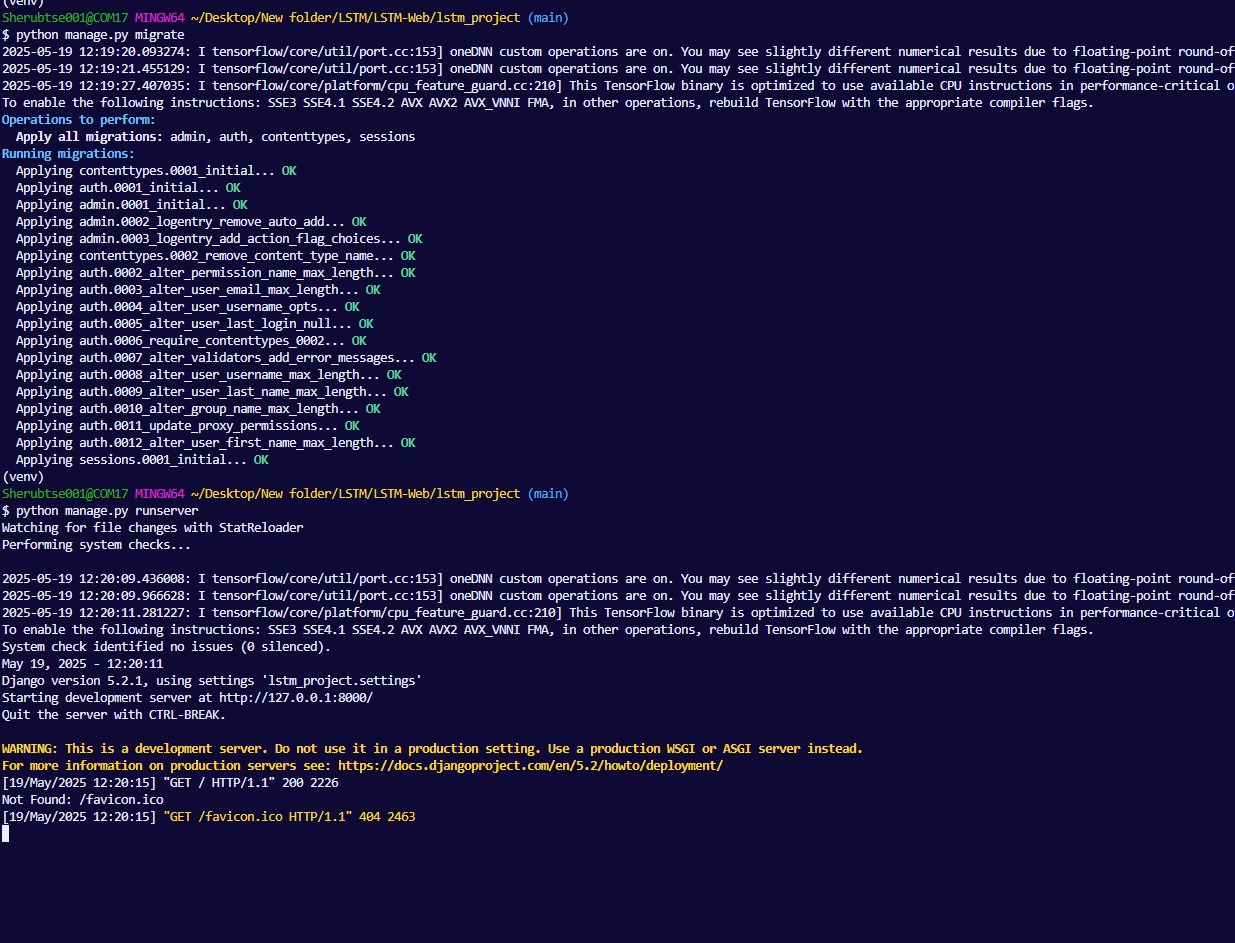 (venv)
Sherubtse001@COM17 MINGW64 ~/Desktop/New folder/LSTM/LSTM-Web/lstm_project (main)
$ python manage.py migrate
2025-05-19 12:19:20.093274: I tensorflow/core/util/port.cc:153] oneDNN custom operations are on. You may see slightly different numerical results due to floating-point round-of
2025-05-19 12:19:21.455129: I tensorflow/core/util/port.cc:153] oneDNN custom operations are on. You may see slightly different numerical results due to floating-point round-of
2025-05-19 12:19:27.407035: I tensorflow/core/platform/cpu_feature_guard.cc:210] This TensorFlow binary is optimized to use available CPU instructions in performance-critical o
To enable the following instructions: SSE3 SSE4.1 SSE4.2 AVX AVX2 AVX_VNNI FMA, in other operations, rebuild TensorFlow with the appropriate compiler flags.
Operations to perform:
  Apply all migrations: admin, auth, contenttypes, sessions
Running migrations:
  Applying contenttypes.0001_initial... OK
  Applying auth.0001_initial... OK
  Applying admin.0001_initial... OK
  Applying admin.0002_logentry_remove_auto_add... OK
  Applying admin.0003_logentry_add_action_flag_choices... OK
  Applying contenttypes.0002_remove_content_type_name... OK
  Applying auth.0002_alter_permission_name_max_length... OK
  Applying auth.0003_alter_user_email_max_length... OK
  Applying auth.0004_alter_user_username_opts... OK
  Applying auth.0005_alter_user_last_login_null... OK
  Applying auth.0006_require_contenttypes_0002... OK
  Applying auth.0007_alter_validators_add_error_messages... OK
  Applying auth.0008_alter_user_username_max_length... OK
  Applying auth.0009_alter_user_last_name_max_length... OK
  Applying auth.0010_alter_group_name_max_length... OK
  Applying auth.0011_update_proxy_permissions... OK
  Applying auth.0012_alter_user_first_name_max_length... OK
  Applying sessions.0001_initial... OK
(venv)
Sherubtse001@COM17 MINGW64 ~/Desktop/New folder/LSTM/LSTM-Web/lstm_project (main)
$ python manage.py runserver
Watching for file changes with StatReloader
Performing system checks...

2025-05-19 12:20:09.436008: I tensorflow/core/util/port.cc:153] oneDNN custom operations are on. You may see slightly different numerical results due to floating-point round-of
2025-05-19 12:20:09.966628: I tensorflow/core/util/port.cc:153] oneDNN custom operations are on. You may see slightly different numerical results due to floating-point round-of
2025-05-19 12:20:11.281227: I tensorflow/core/platform/cpu_feature_guard.cc:210] This TensorFlow binary is optimized to use available CPU instructions in performance-critical o
To enable the following instructions: SSE3 SSE4.1 SSE4.2 AVX AVX2 AVX_VNNI FMA, in other operations, rebuild TensorFlow with the appropriate compiler flags.
System check identified no issues (0 silenced).
May 19, 2025 - 12:20:11
Django version 5.2.1, using settings 'lstm_project.settings'
Starting development server at http://127.0.0.1:8000/
Quit the server with CTRL-BREAK.

WARNING: This is a development server. Do not use it in a production setting. Use a production WSGI or ASGI server instead.
For more information on production servers see: https://docs.djangoproject.com/en/5.2/howto/deployment/
[19/May/2025 12:20:15] "GET / HTTP/1.1" 200 2226
Not Found: /favicon.ico
[19/May/2025 12:20:15] "GET /favicon.ico HTTP/1.1" 404 2463